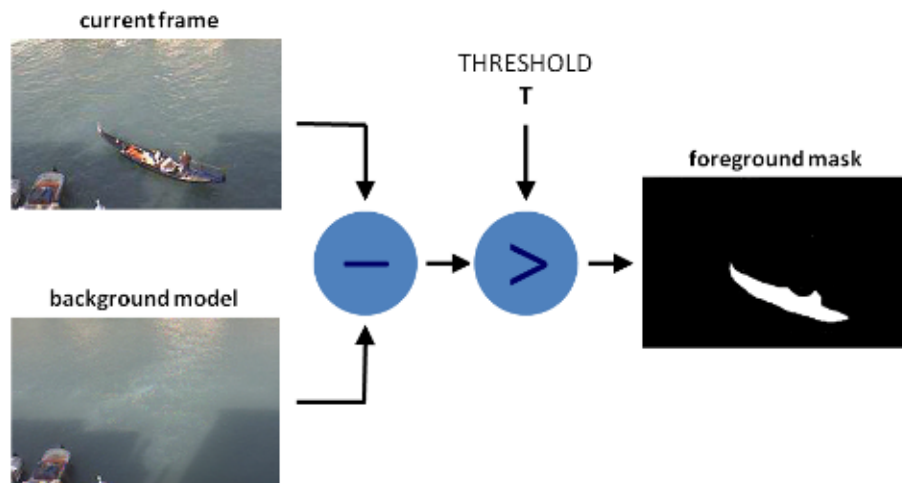 current frame
THRESHOLD
T
foreground mask
background model
−
>